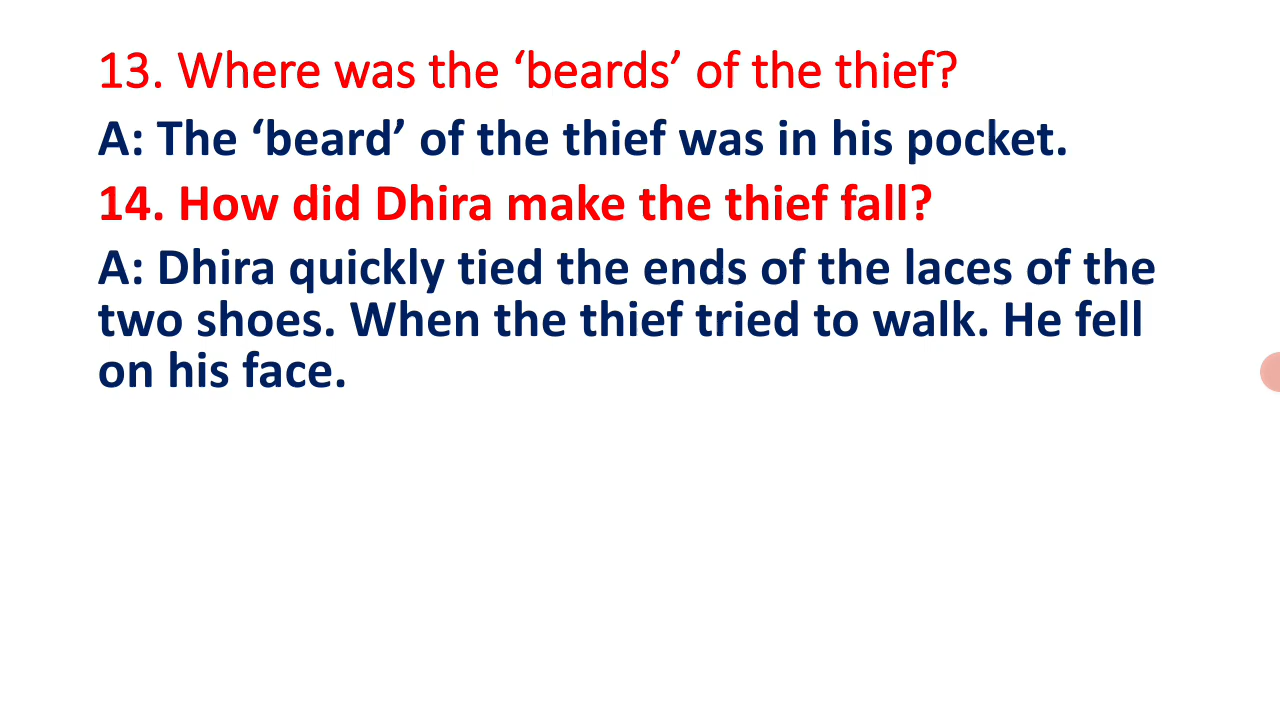 13. Where was the ‘beards’ of the thief?
A: The ‘beard’ of the thief was in his pocket.
14. How did Dhira make the thief fall?
A: Dhira quickly tied the ends of the laces of the
two shoes. When the thief tried to walk. He fell
on his face.